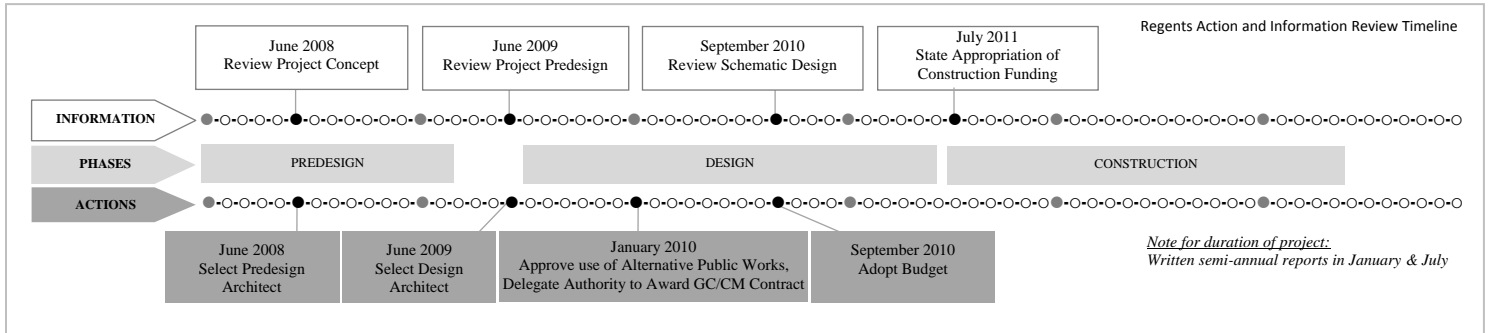 Regents Action and Information Review Timeline
June 2008
Review Project Concept
June 2009
Review Project Predesign
September 2010
Review Schematic Design
July 2011
State Appropriation of
Construction Funding
INFORMATION
PHASES
PREDESIGN
DESIGN
CONSTRUCTION
ACTIONS
June 2008
Select Predesign
Architect
June 2009
Select Design
Architect
January 2010
Approve use of Alternative Public Works,
Delegate Authority to Award GC/CM Contract
September 2010
Adopt Budget
Note for duration of project:
Written semi-annual reports in January & July